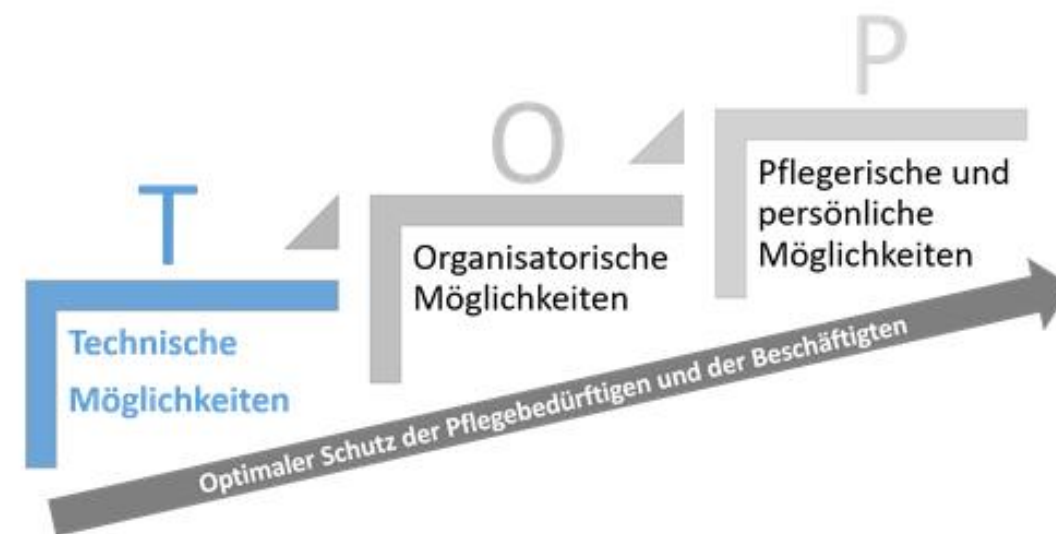 T
Technische
Möglichkeiten
O
Organisatorische
Möglichkeiten
P
Pflegerische und
persönliche
Möglichkeiten
Optimaler Schutz der Pflegebedürftigen und der Beschäftigten